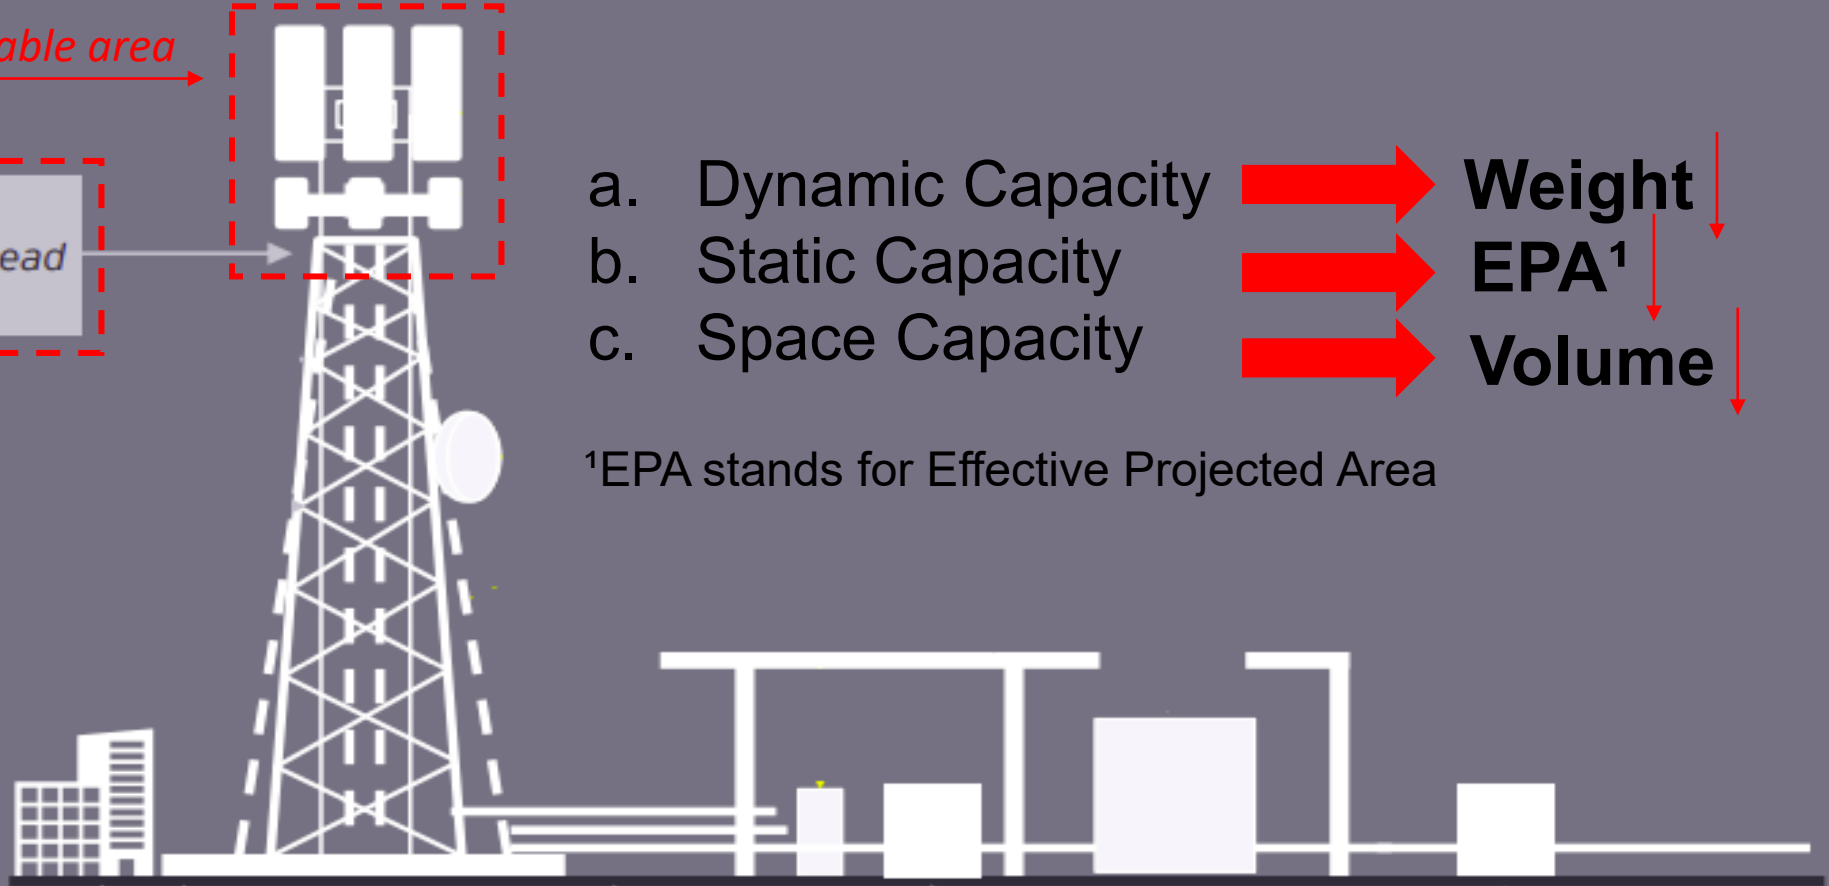 able area
ead
a. Dynamic Capacity Weight
b. Static Capacity EPA¹
c. Space Capacity Volume
¹EPA stands for Effective Projected Area